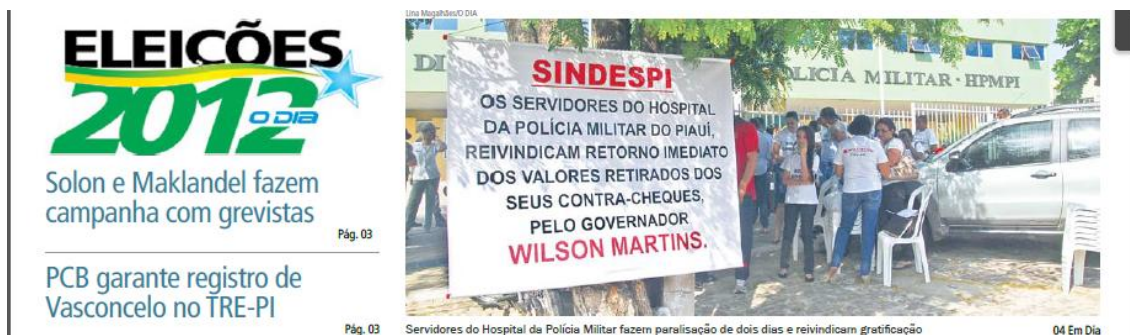 ELEIÇÕES
2012
O DIA
Solon e Maklandel fazem
campanha com grevistas
Pág. 03
PCB garante registro de
Vasconcelo no TRE-PI
Pág. 03
Lina Magalhães/O DIA
DI
OLICIA MILITAR · HPMPI
SINDESPI
OS SERVIDORES DO HOSPITAL
DA POLÍCIA MILITAR DO PIAUÍ,
REIVINDICAM RETORNO IMEDIATO
DOS VALORES RETIRADOS DOS
SEUS CONTRA-CHEQUES,
PELO GOVERNADOR
WILSON MARTINS.
Servidores do Hospital da Polícia Militar fazem paralisação de dois dias e reivindicam gratificação
04 Em Dia